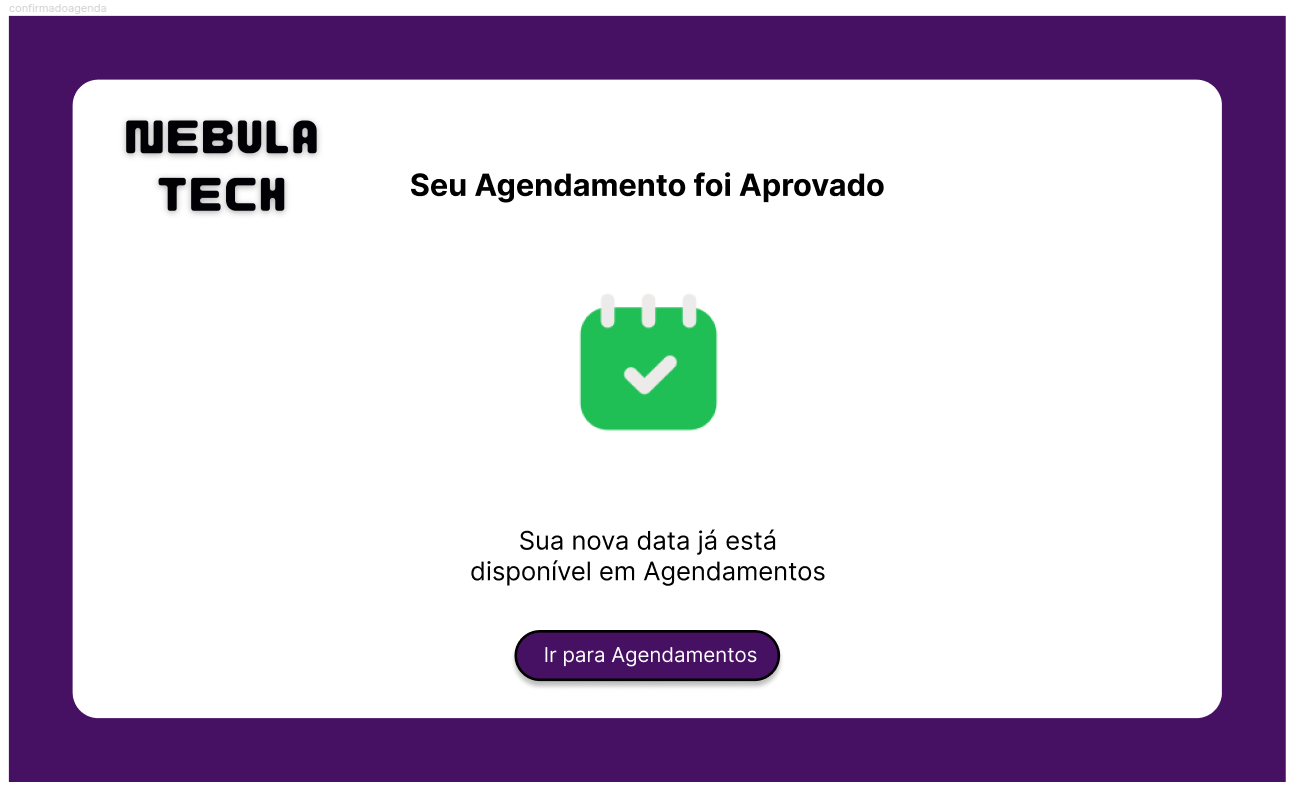 confirmadoagenda
NEBULA
TECH
Seu Agendamento foi Aprovado
Sua nova data já está
disponível em Agendamentos
Ir para Agendamentos